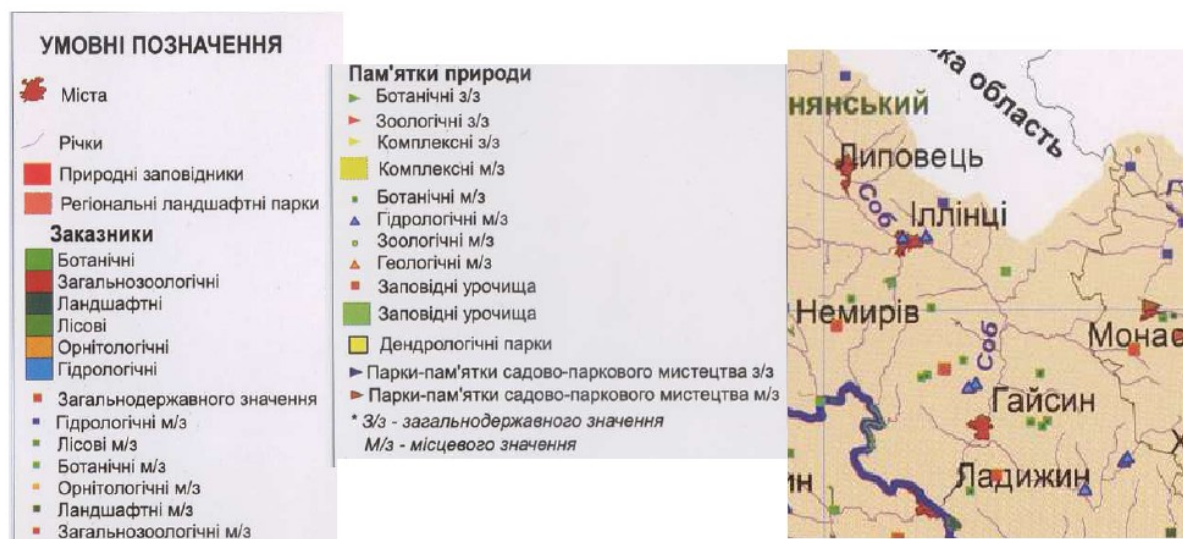 УМОВНІ ПОЗНАЧЕННЯ
Міста
Річки
Природні заповідники
Регіональні ландшафтні парки
Заказники
Ботанічні
Загальнозоологічні
Ландшафтні
Лісові
Орнітологічні
Гідрологічні
Загальнодержавного значення
Гідрологічні м/з
Лісові м/з
Ботанічні м/з
Орнітологічні м/з
Ландшафтні м/з
Загальнозоологічні м/з
Пам'ятки природи
Ботанічні з/з
Зоологічні з/з
Комплексні з/з
Комплексні м/з
Ботанічні м/з
Гідрологічні м/з
Зоологічні м/з
Геологічні м/з
Заповідні урочища
Заповідні урочища
Дендрологічні парки
Парки-пам'ятки садово-паркового мистецтва з/з
Парки-пам'ятки садово-паркового мистецтва м/з
* З/з - загальнодержавного значення
М/з - місцевого значення
ка область
нянський
Липовець
Соб
Іллінці
Немирів
Соб
Монас
Гайсин
Ладижин
ин